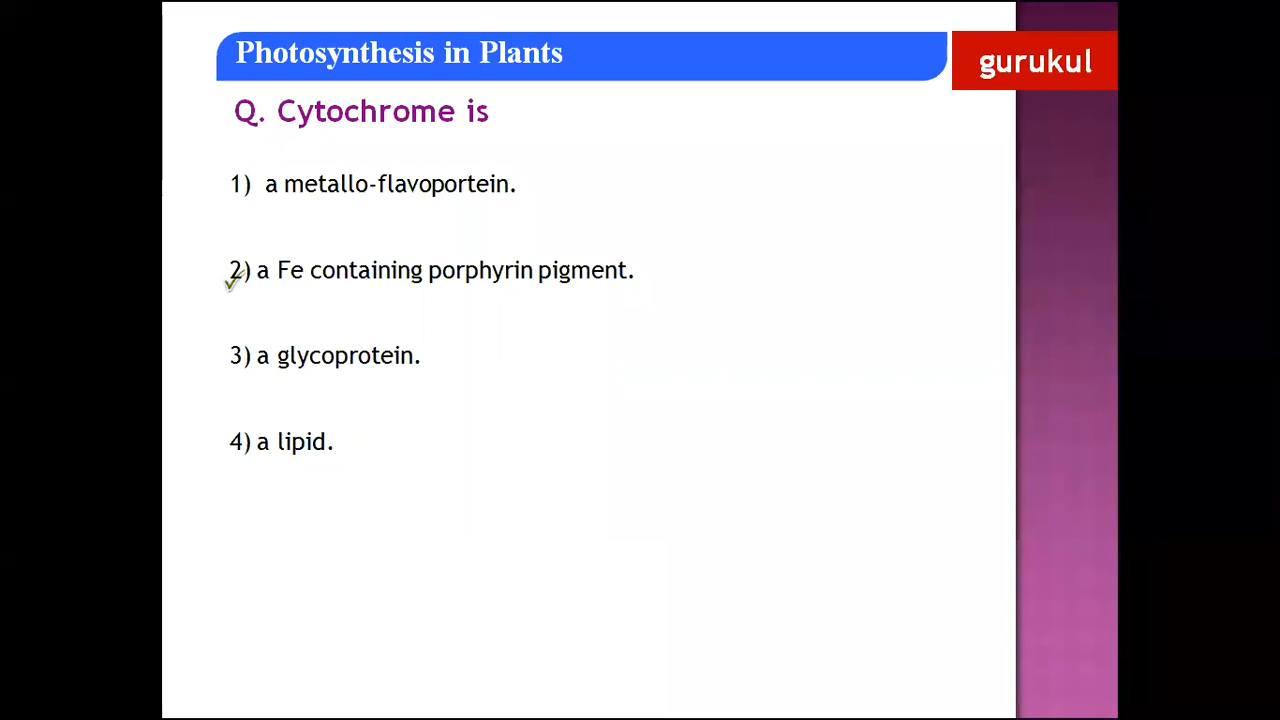 Photosynthesis in Plants
gurukul
Q. Cytochrome is
1) a metallo-flavoportein.
2) a Fe containing porphyrin pigment.
3) a glycoprotein.
4) a lipid.